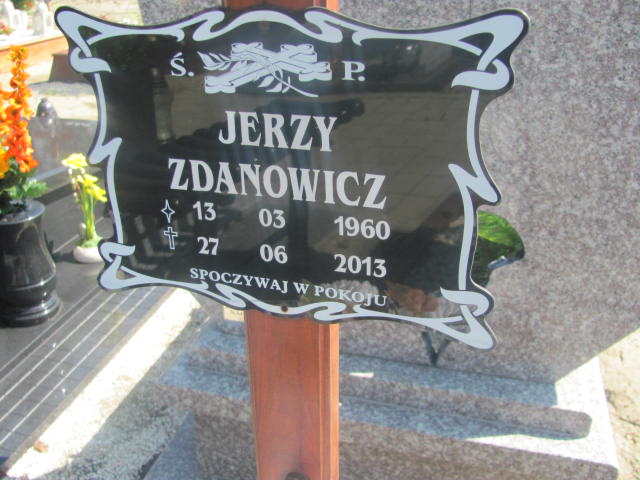 Ś. P.
JERZY
ZDANOWICZ
13 03 1960
27 06 2013
SPOCZYWAJ W POKOJU